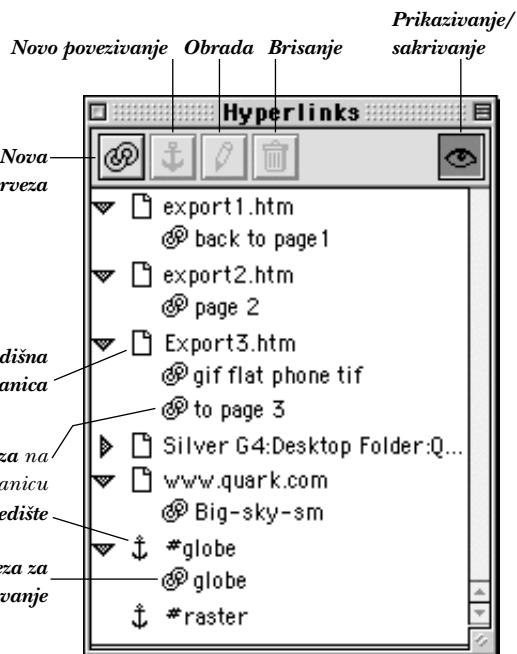 Prikazivanje/
sakrivanje
Novo povezivanje Obrada Brisanje
Hyperlinks
Nova
rveza
export1.htm
back to page1
export2.htm
page 2
Export3.htm
dišna
anica
gif flat phone tif
to page 3
za na
anicu
Silver G4:Desktop Folder:Q...
www.quark.com
edište
Big-sky-sm
#globe
eza za
vanje
globe
#raster